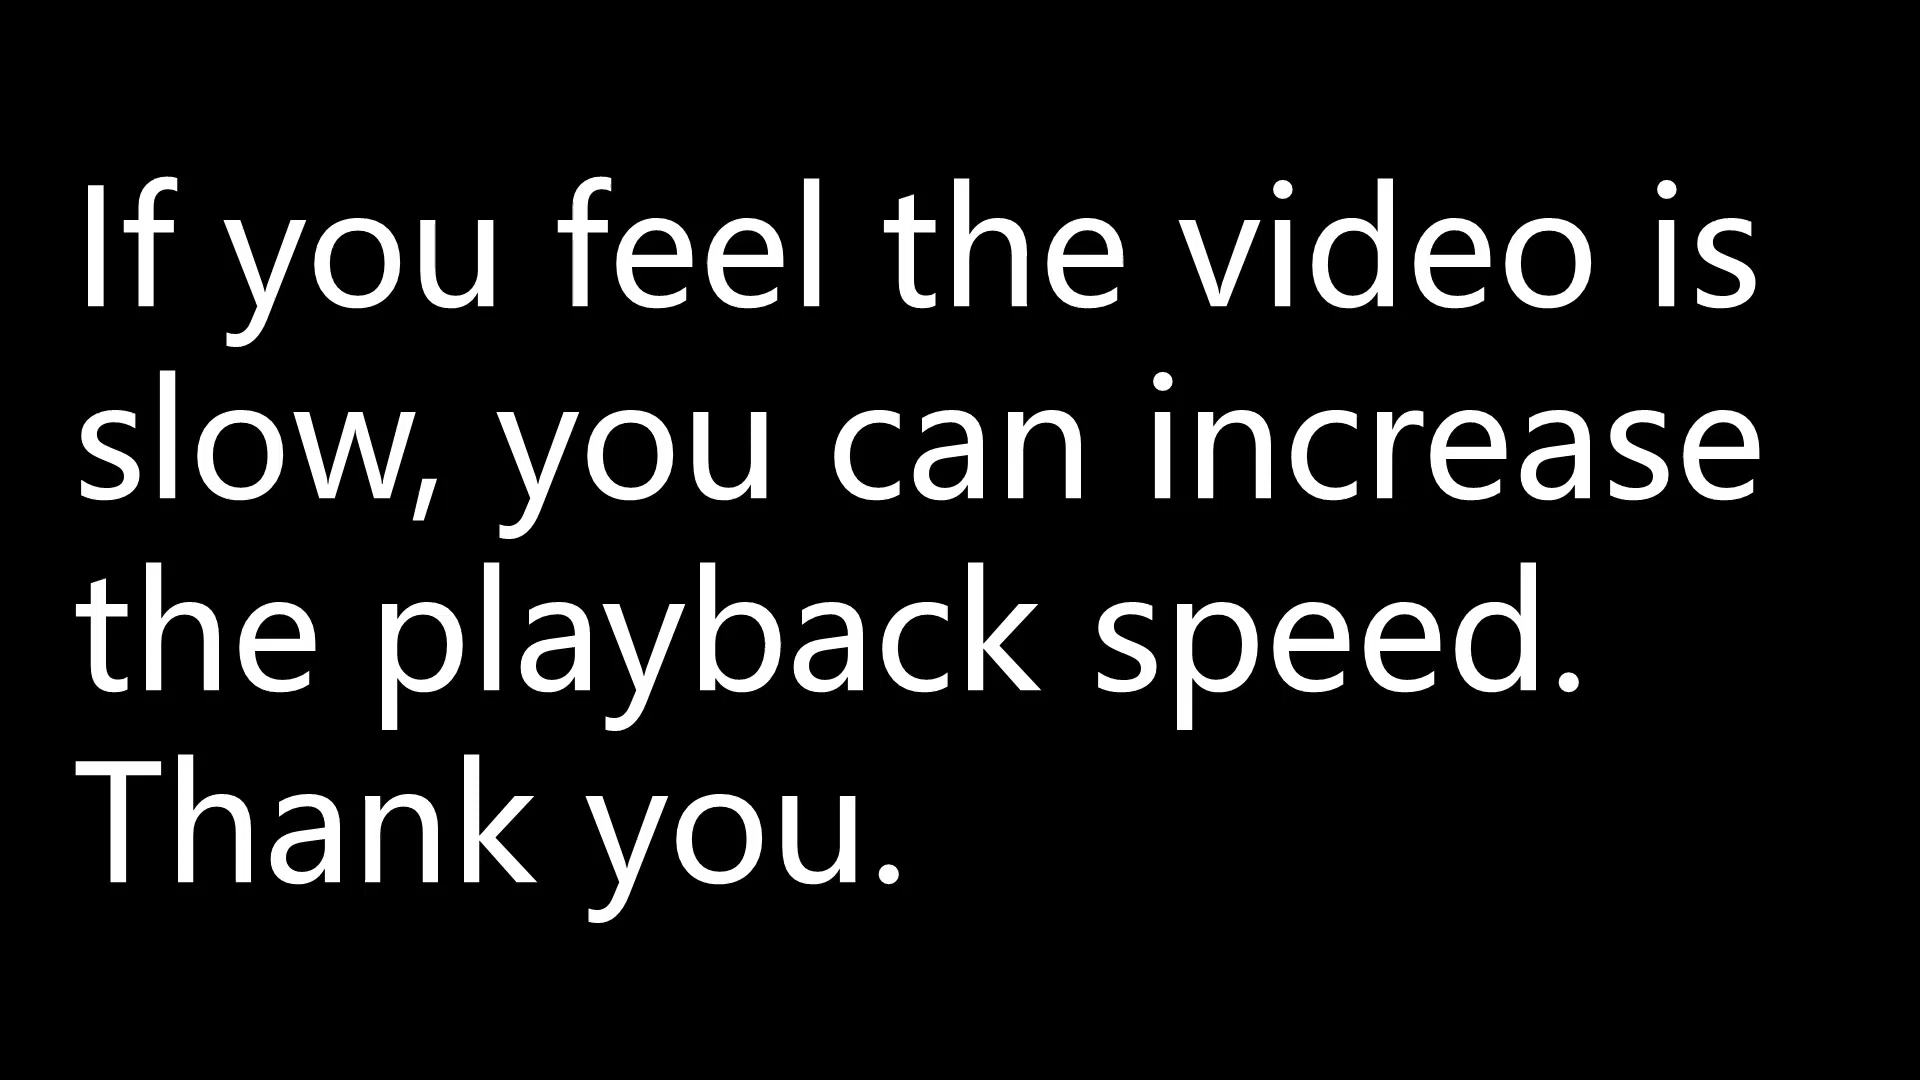 If you feel the video is
slow, you can increase
the playback speed.
Thank you.